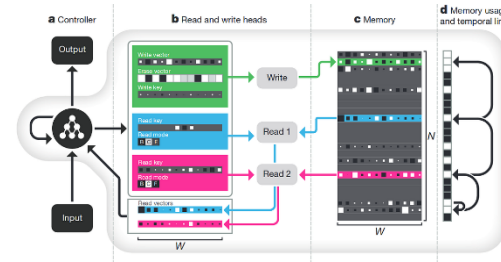 a Controller
b Read and write heads
c Memory
d Memory usage
and temporal lin
Output
Input
Write vector
Erase vector
Write key
Write
Read key
Read mode
B C F
Read 1
Read key
Read mode
B C F
Read 2
Read vectors
W
N
W